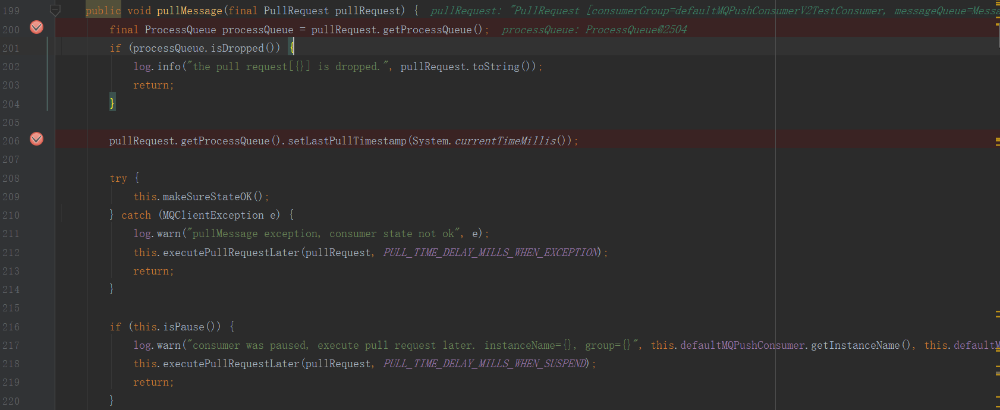 199 public void pullMessage(final PullRequest pullRequest) { pullRequest: "PullRequest [consumerGroup=defaultMQPushConsumerV2TestConsumer, messageQueue=Messa
200 final ProcessQueue processQueue = pullRequest.getProcessQueue(); processQueue: ProcessQueue@2504
201 if (processQueue.isDropped()) {
202 log.info("the pull request[{}] is dropped.", pullRequest.toString());
203 return;
204 }
205
206 pullRequest.getProcessQueue().setLastPullTimestamp(System.currentTimeMillis());
207
208 try {
209 this.makeSureStateOK();
210 } catch (MQClientException e) {
211 log.warn("pullMessage exception, consumer state not ok", e);
212 this.executePullRequestLater(pullRequest, PULL_TIME_DELAY_MILLS_WHEN_EXCEPTION);
213 return;
214 }
215
216 if (this.isPause()) {
217 log.warn("consumer was paused, execute pull request later. instanceName={}, group={}", this.defaultMQPushConsumer.getInstanceName(), this.defaultM
218 this.executePullRequestLater(pullRequest, PULL_TIME_DELAY_MILLS_WHEN_SUSPEND);
219 return;
220 }